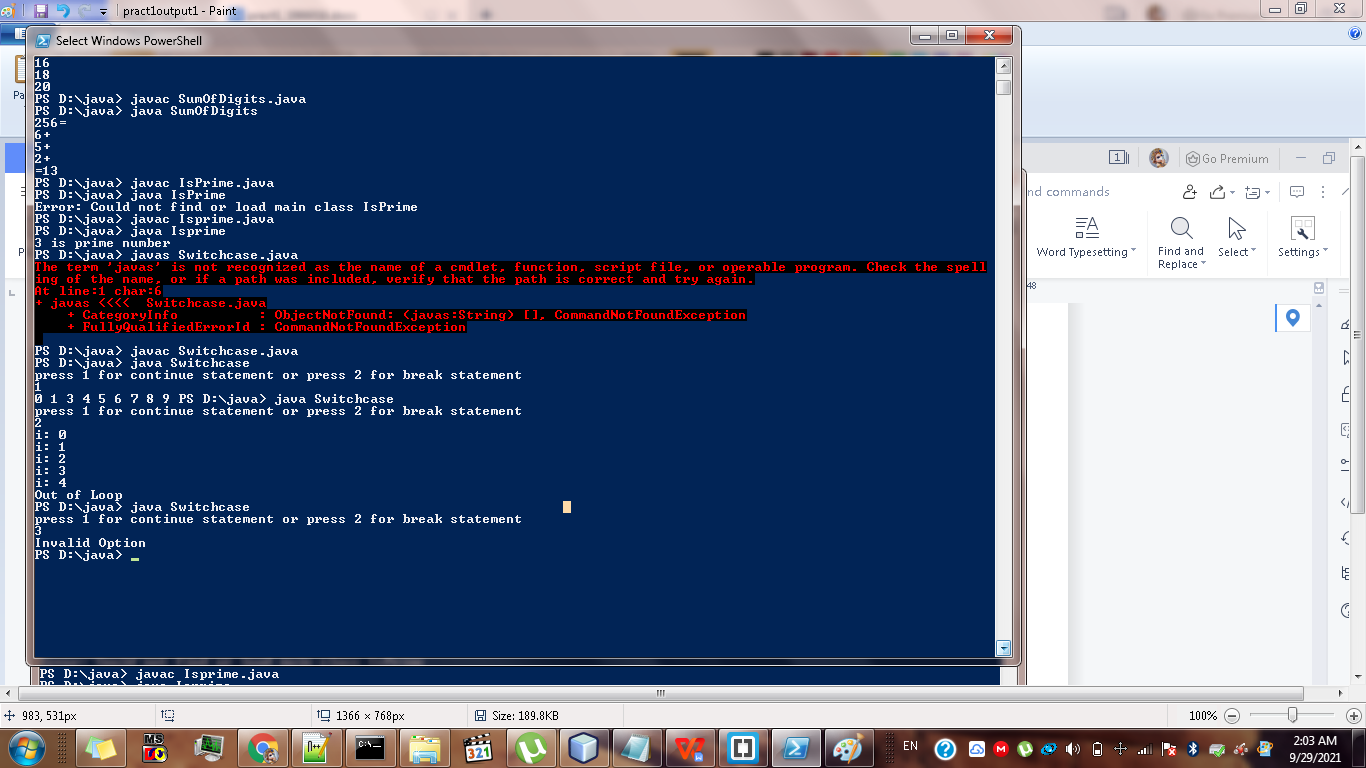 pract1output1 - Paint
Select Windows PowerShell
16
18
20
PS D:\java> javac SumOfDigits.java
PS D:\java> java SumOfDigits
256=
6+
5+
2+
=13
PS D:\java> javac IsPrime.java
PS D:\java> java IsPrime
Error: Could not find or load main class IsPrime
PS D:\java> javac Isprime.java
PS D:\java> java Isprime
3 is prime number
PS D:\java> javas Switchcase.java
The term 'javas' is not recognized as the name of a cmdlet, function, script file, or operable program. Check the spell
ing of the name, or if a path was included, verify that the path is correct and try again.
At line:1 char:6
+ javas <<<<  Switchcase.java
    + CategoryInfo          : ObjectNotFound: (javas:String) [], CommandNotFoundException
    + FullyQualifiedErrorId : CommandNotFoundException
PS D:\java> javac Switchcase.java
PS D:\java> java Switchcase
press 1 for continue statement or press 2 for break statement
1
0 1 3 4 5 6 7 8 9 PS D:\java> java Switchcase
press 1 for continue statement or press 2 for break statement
2
i: 0
i: 1
i: 2
i: 3
i: 4
Out of Loop
PS D:\java> java Switchcase
press 1 for continue statement or press 2 for break statement
3
Invalid Option
PS D:\java>
Pa
P
1
Go Premium
nd commands
Word Typesetting
Find and
Replace
Select
Settings
48
PS D:\java> javac Isprime.java
983, 531px
1366 × 768px
Size: 189.8KB
100%
MS
321
C:\
EN
2:03 AM
9/29/2021